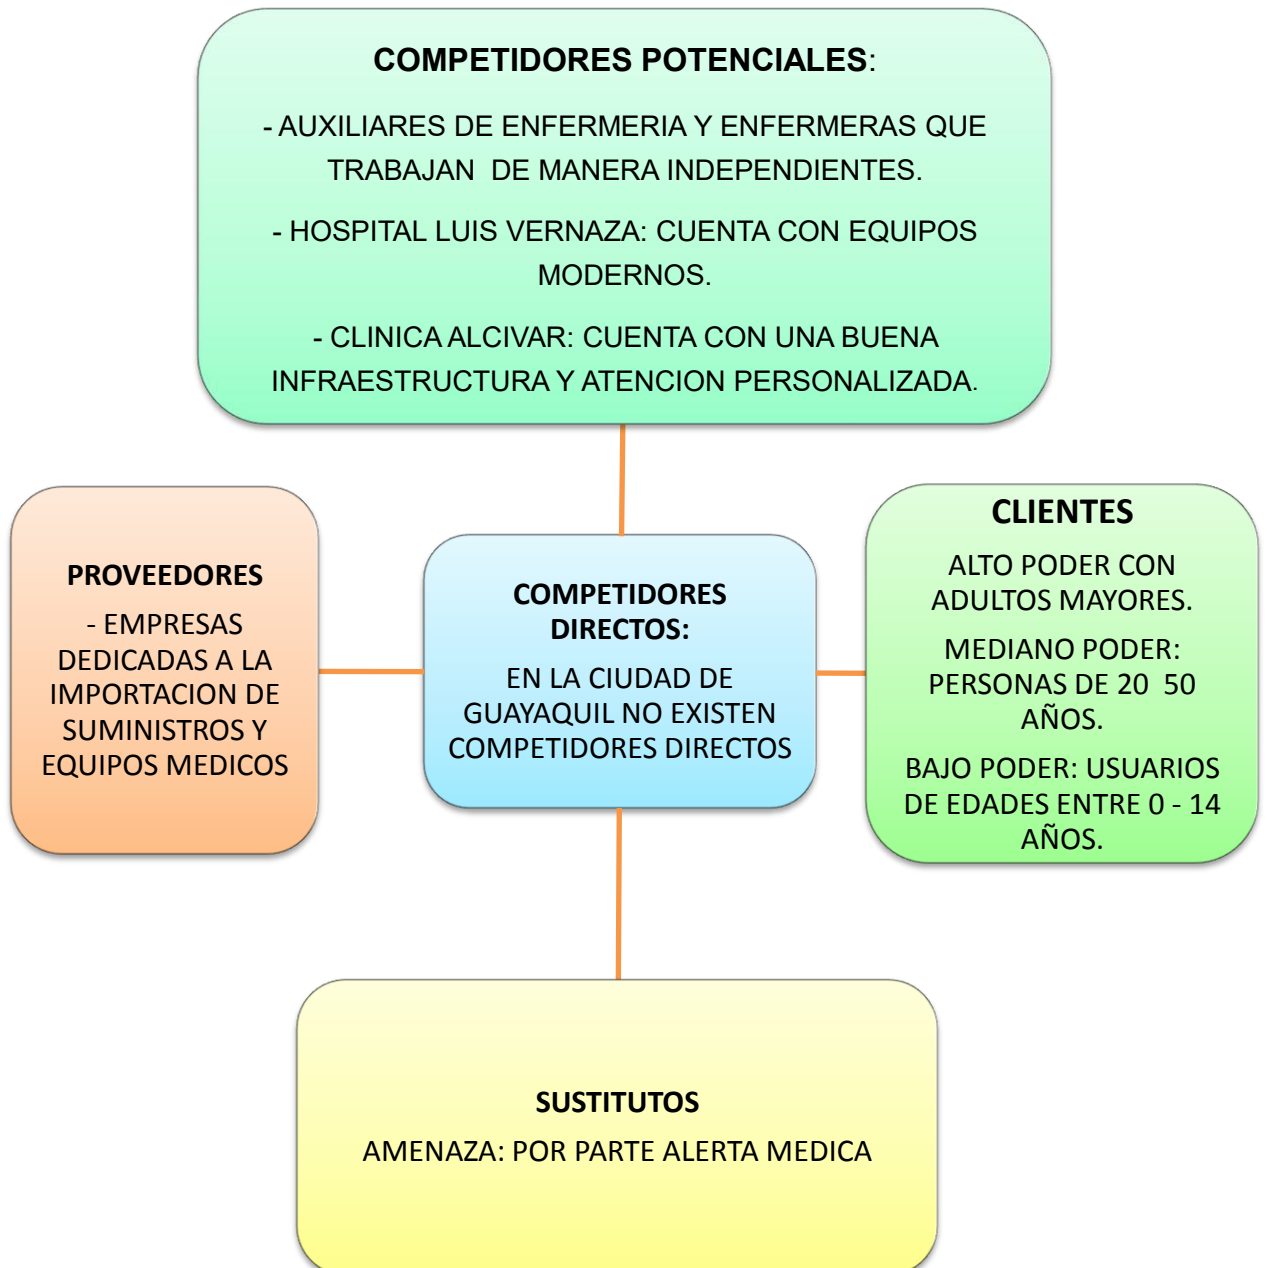 COMPETIDORES POTENCIALES:
- AUXILIARES DE ENFERMERIA Y ENFERMERAS QUE
TRABAJAN DE MANERA INDEPENDIENTES.
- HOSPITAL LUIS VERNAZA: CUENTA CON EQUIPOS
MODERNOS.
- CLINICA ALCIVAR: CUENTA CON UNA BUENA
INFRAESTRUCTURA Y ATENCION PERSONALIZADA.
PROVEEDORES
- EMPRESAS
DEDICADAS A LA
IMPORTACION DE
SUMINISTROS Y
EQUIPOS MEDICOS
COMPETIDORES
DIRECTOS:
EN LA CIUDAD DE
GUAYAQUIL NO EXISTEN
COMPETIDORES DIRECTOS
CLIENTES
ALTO PODER CON
ADULTOS MAYORES.
MEDIANO PODER:
PERSONAS DE 20 50
AÑOS.
BAJO PODER: USUARIOS
DE EDADES ENTRE 0 - 14
AÑOS.
SUSTITUTOS
AMENAZA: POR PARTE ALERTA MEDICA